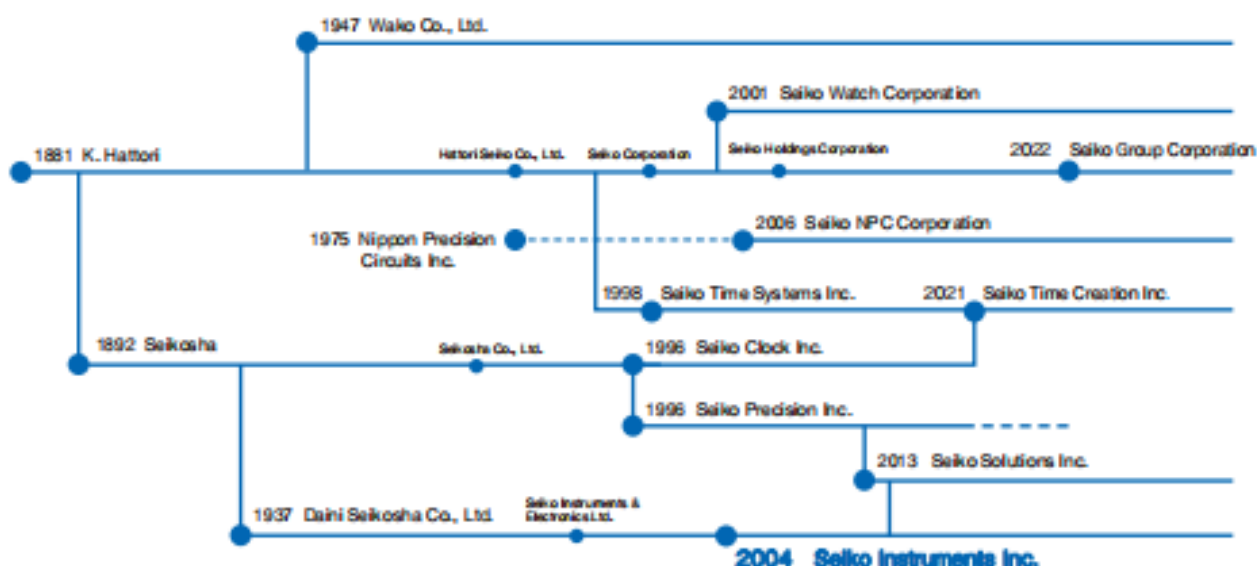 1947 Wako Co., Ltd.
2001 Seiko Watch Corporation
1881 K. Hattori
Hattori Seiko Co., Ltd.
Seiko Corporation
Seiko Holdings Corporation
2022 Seiko Group Corporation
1975 Nippon Precision
Circuits Inc.
2006 Seiko NPC Corporation
1998 Seiko Time Systems Inc.
2021 Seiko Time Creation Inc.
1892 Seikosha
Seikosha Co., Ltd.
1996 Seiko Clock Inc.
1996 Seiko Precision Inc.
2013 Seiko Solutions Inc.
1937 Daini Seikosha Co., Ltd.
Seiko Instruments &
Electronics Ltd.
2004 Seiko Instruments Inc.